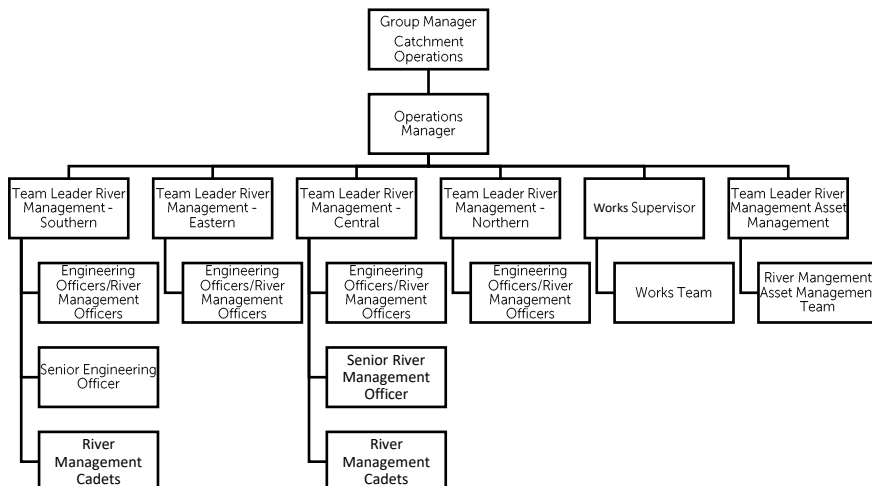 Group Manager
Catchment
Operations
Operations
Manager
Team Leader River
Management -
Southern
Team Leader River
Management -
Eastern
Team Leader River
Management -
Central
Team Leader River
Management -
Northern
Works Supervisor
Team Leader River
Management Asset
Management
Engineering
Officers/River
Management
Officers
Engineering
Officers/River
Management
Officers
Engineering
Officers/River
Management
Officers
Engineering
Officers/River
Management
Officers
Works Team
River Mangement
Asset Management
Team
Senior Engineering
Officer
Senior River
Management
Officer
River
Management
Cadets
River
Management
Cadets